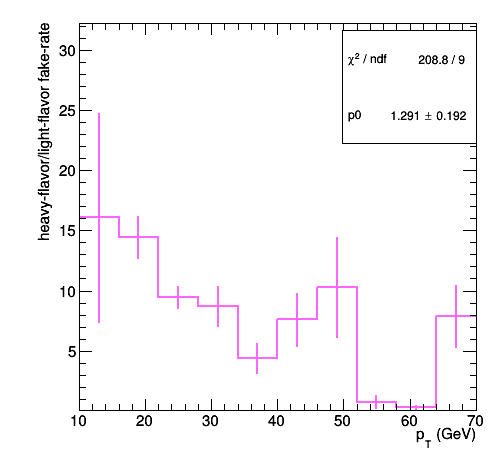 heavy-flavor/light-flavor fake-rate
χ² / ndf 208.8 / 9
p0 1.291 ± 0.192
30
25
20
15
10
5
10 20 30 40 50 60 70
p_T (GeV)